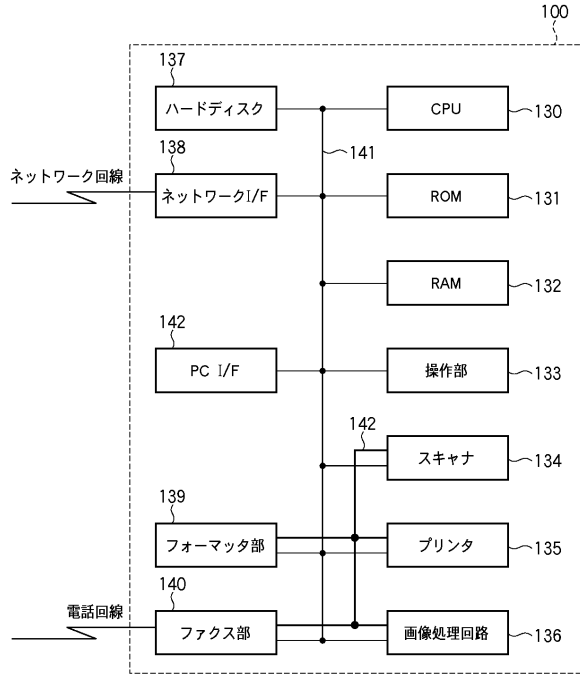 100
137
ハードディスク
CPU
130
141
138
ネットワーク回線
ネットワークI/F
ROM
131
RAM
132
142
PC I/F
操作部
133
142
スキャナ
134
139
フォーマッタ部
プリンタ
135
140
電話回線
ファクス部
画像処理回路
136